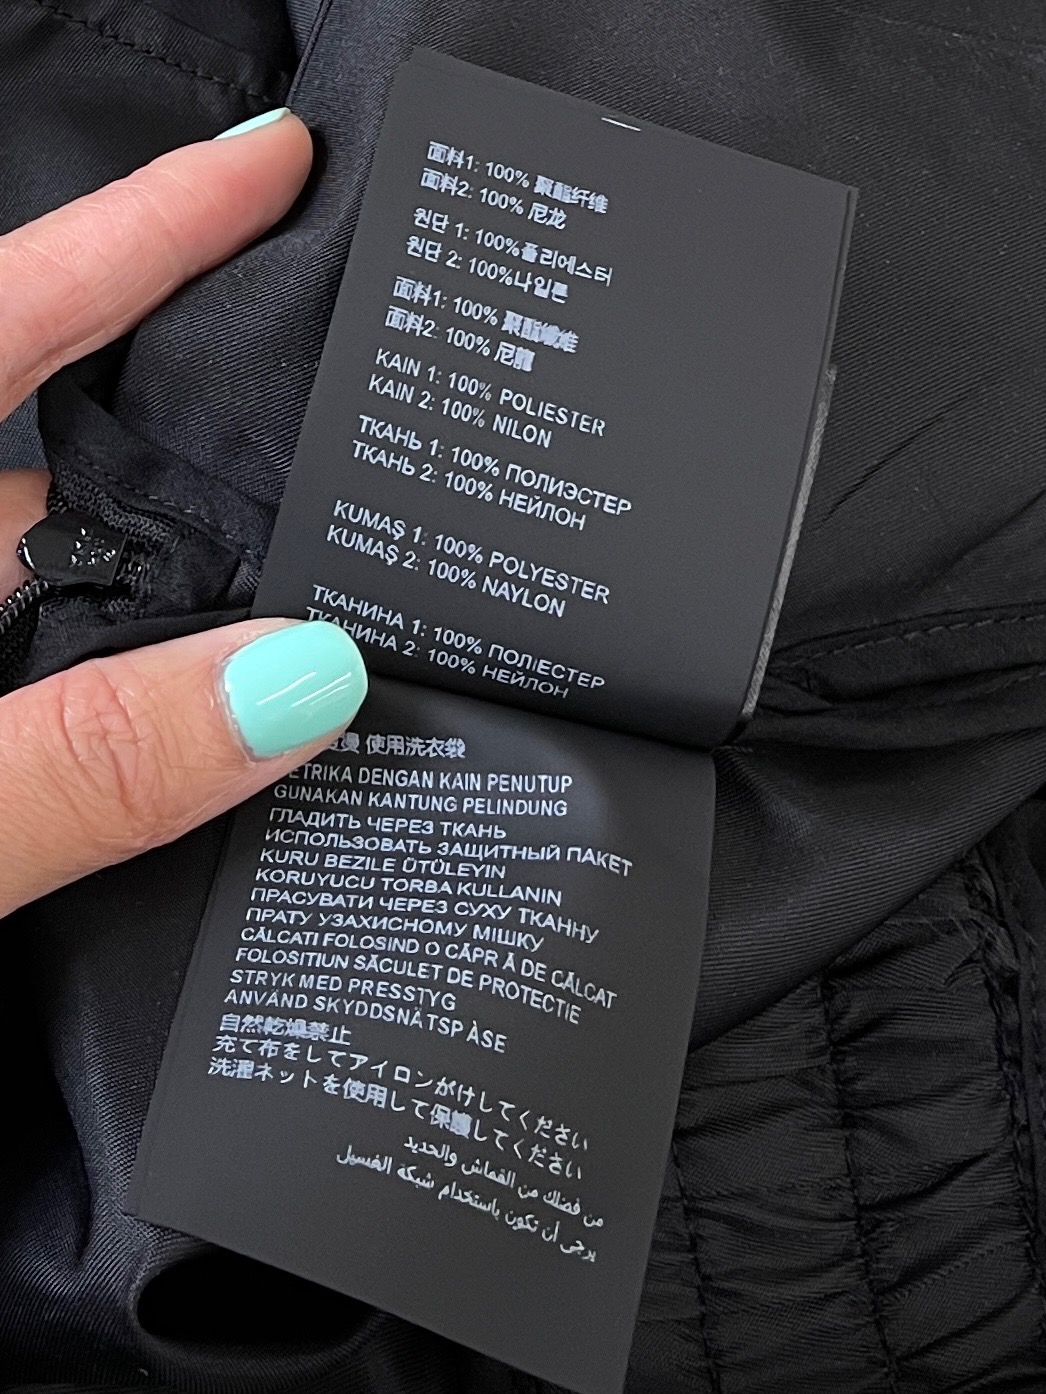 面料1: 100% 聚酯纤维
面料2: 100% 尼龙
원단 1: 100%폴리에스터
원단 2: 100%나일론
面料1: 100% 聚酯纖維
面料2: 100% 尼龍
KAIN 1: 100% POLIESTER
KAIN 2: 100% NILON
ТКАНЬ 1: 100% ПОЛИЭСТЕР
ТКАНЬ 2: 100% НЕЙЛОН
KUMAŞ 1: 100% POLYESTER
KUMAŞ 2: 100% NAYLON
ТКАНИНА 1: 100% ПОЛІЕСТЕР
ТКАНИНА 2: 100% НЕЙЛОН
使用洗衣袋
ETRIKA DENGAN KAIN PENUTUP
GUNAKAN KANTUNG PELINDUNG
ГЛАДИТЬ ЧЕРЕЗ ТКАНЬ
ИСПОЛЬЗОВАТЬ ЗАЩИТНЫЙ ПАКЕТ
KURU BEZILE ÜTÜLEYIN
KORUYUCU TORBA KULLANIN
ПРАСУВАТИ ЧЕРЕЗ СУХУ ТКАННУ
ПРАТУ УЗАХИСНОМУ МІШКУ
CĂLCATI FOLOSIND O CĂPR Ă DE CĂLCAT
FOLOSITIUN SĂCULET DE PROTECTIE
STRYK MED PRESSTYG
ANVÄND SKYDDSNÄTSP ÅSE
自然乾燥禁止
充て布をしてアイロンがけしてください
洗濯ネットを使用して保護してください
من فضلك من القماش والحديد
يرجى أن تكون باستخدام شبكة الغسيل